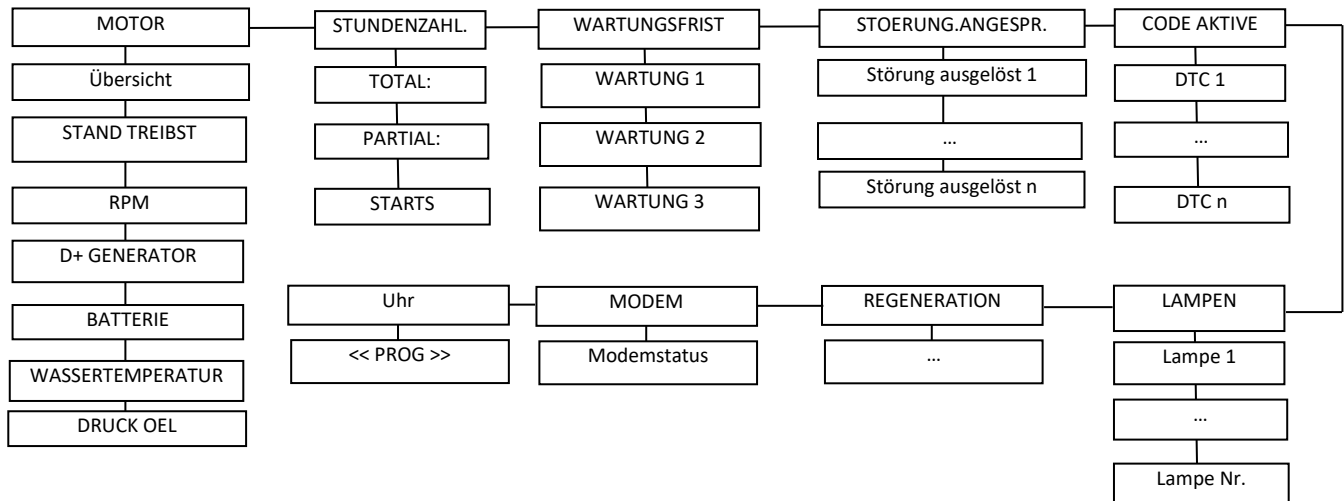 MOTOR
STUNDENZAHL.
WARTUNGSFRIST
STOERUNG.ANGESPR.
CODE AKTIVE
Übersicht
STAND TREIBST
RPM
D+ GENERATOR
BATTERIE
WASSERTEMPERATUR
DRUCK OEL
TOTAL:
PARTIAL:
STARTS
WARTUNG 1
WARTUNG 2
WARTUNG 3
Störung ausgelöst 1
...
Störung ausgelöst n
DTC 1
...
DTC n
Uhr
MODEM
REGENERATION
LAMPEN
<< PROG >>
Modemstatus
...
Lampe 1
...
Lampe Nr.